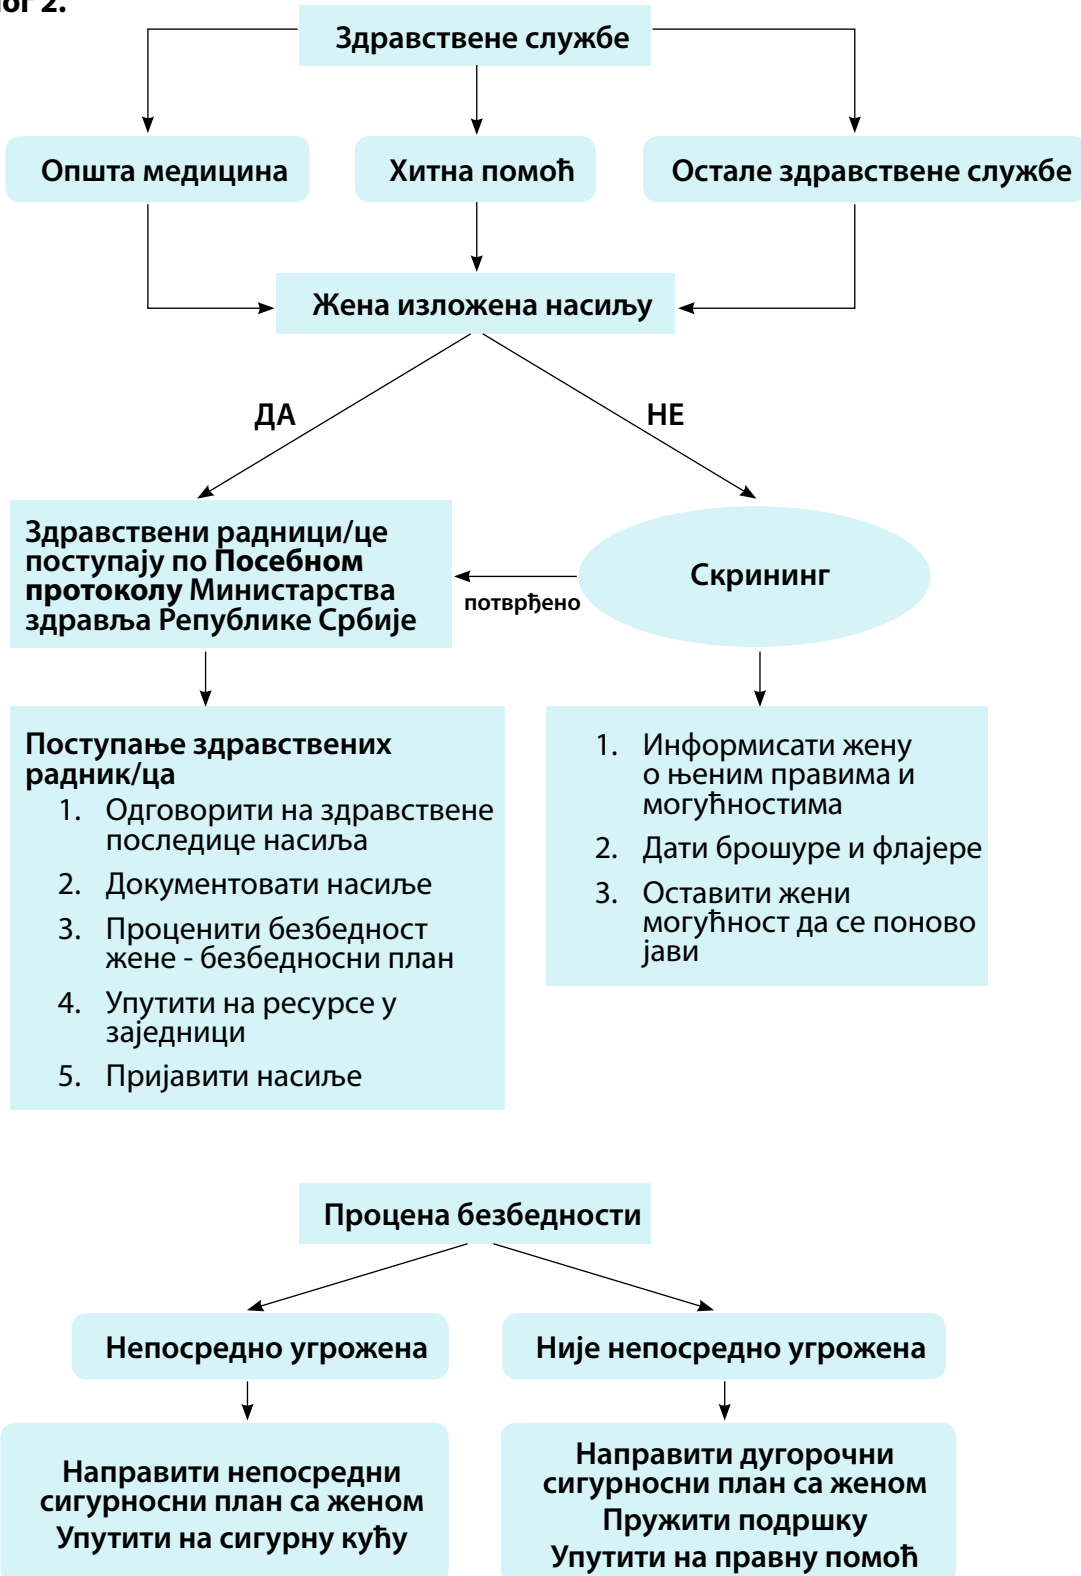 2.
Здравствене службе
Општа медицина
Хитна помоћ
Остале здравствене службе
Жена изложена насиљу
ДА
НЕ
Здравствени радници/це
поступају по Посебном
протоколу Министарства
здравља Републике Србије
потврђено
Скрининг
Поступање здравствених
радник/ца
1. Одговорити на здравствене
последице насиља
2. Документовати насиље
3. Проценити безбедност
жене - безбедносни план
4. Упутити на ресурсе у
заједници
5. Пријавити насиље
1. Информисати жену
о њеним правима и
могућностима
2. Дати брошуре и флајере
3. Оставити жени
могућност да се поново
јави
Процена безбедности
Непосредно угрожена
Није непосредно угрожена
Направити непосредни
сигурносни план са женом
Упутити на сигурну кућу
Направити дугорочни
сигурносни план са женом
Пружити подршку
Упутити на правну помоћ